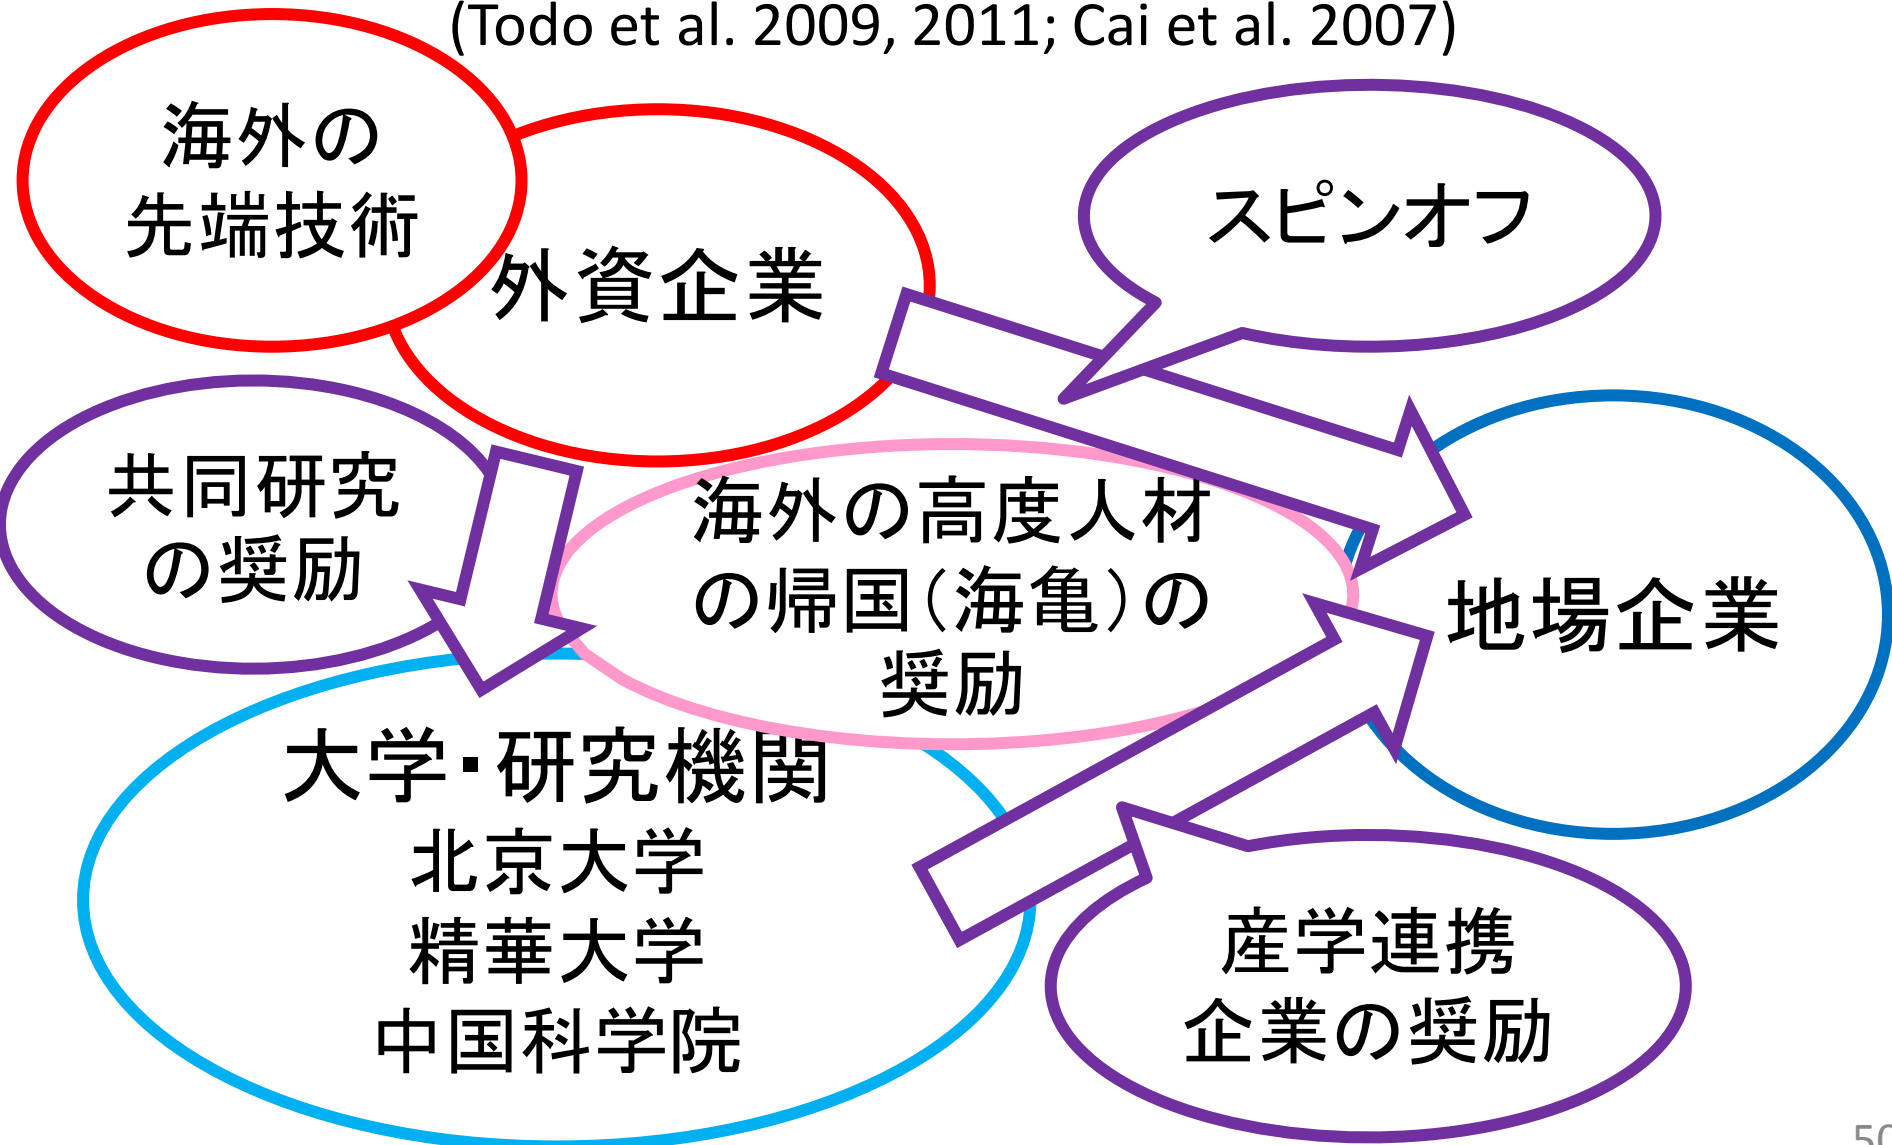 (Todo et al. 2009, 2011; Cai et al. 2007)
海外の
先端技術
外資企業
スピンオフ
共同研究
の奨励
海外の高度人材
の帰国（海亀）の
奨励
地場企業
大学・研究機関
北京大学
精華大学
中国科学院
産学連携
企業の奨励
50